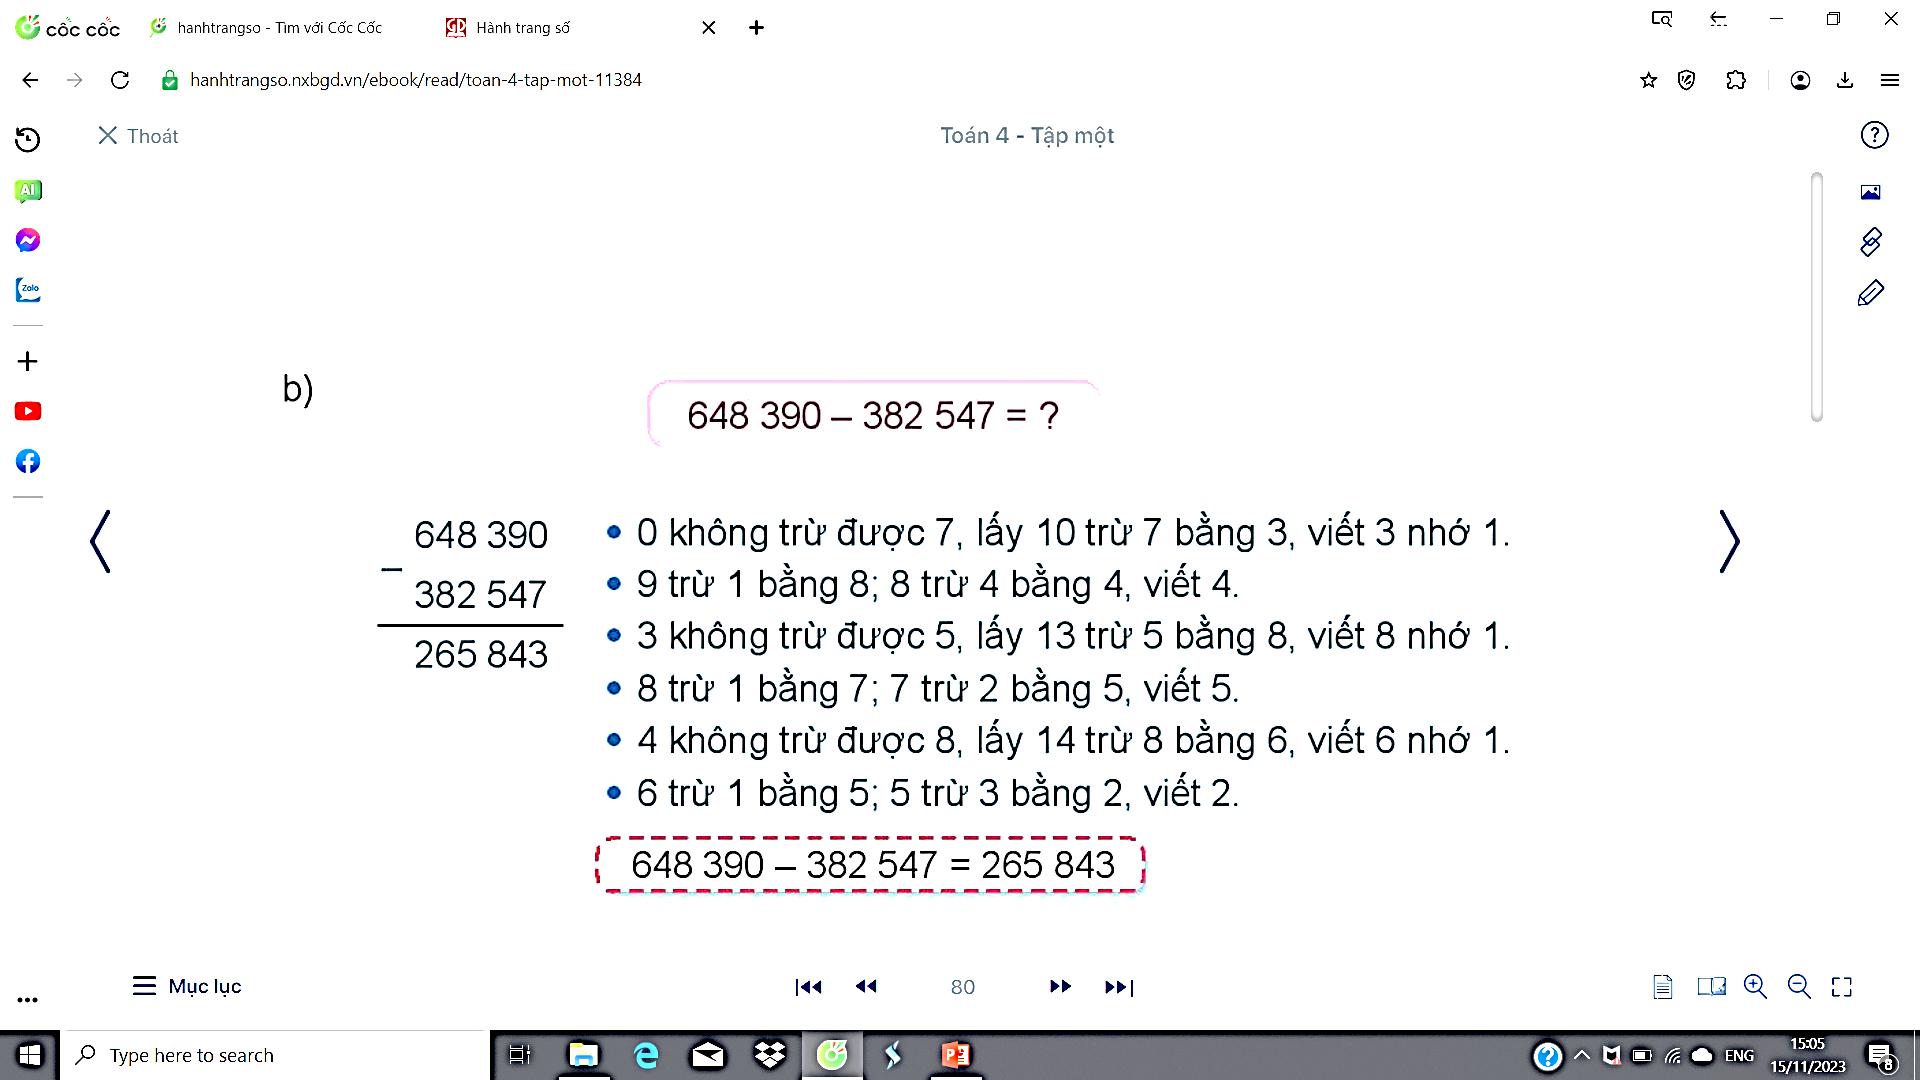 cốc cốc
hanhtrangso - Tìm với Cốc Cốc
Hành trang số
hanhtrangso.nxbgd.vn/ebook/read/toan-4-tap-mot-11384
Thoát
Toán 4 - Tập một
AI
Zalo
b)
648 390 – 382 547 = ?
648 390
–
382 547
265 843
• 0 không trừ được 7, lấy 10 trừ 7 bằng 3, viết 3 nhớ 1.
• 9 trừ 1 bằng 8; 8 trừ 4 bằng 4, viết 4.
• 3 không trừ được 5, lấy 13 trừ 5 bằng 8, viết 8 nhớ 1.
• 8 trừ 1 bằng 7; 7 trừ 2 bằng 5, viết 5.
• 4 không trừ được 8, lấy 14 trừ 8 bằng 6, viết 6 nhớ 1.
• 6 trừ 1 bằng 5; 5 trừ 3 bằng 2, viết 2.
648 390 – 382 547 = 265 843
Mục lục
80
Type here to search
ENG
15:05
15/11/2023
8